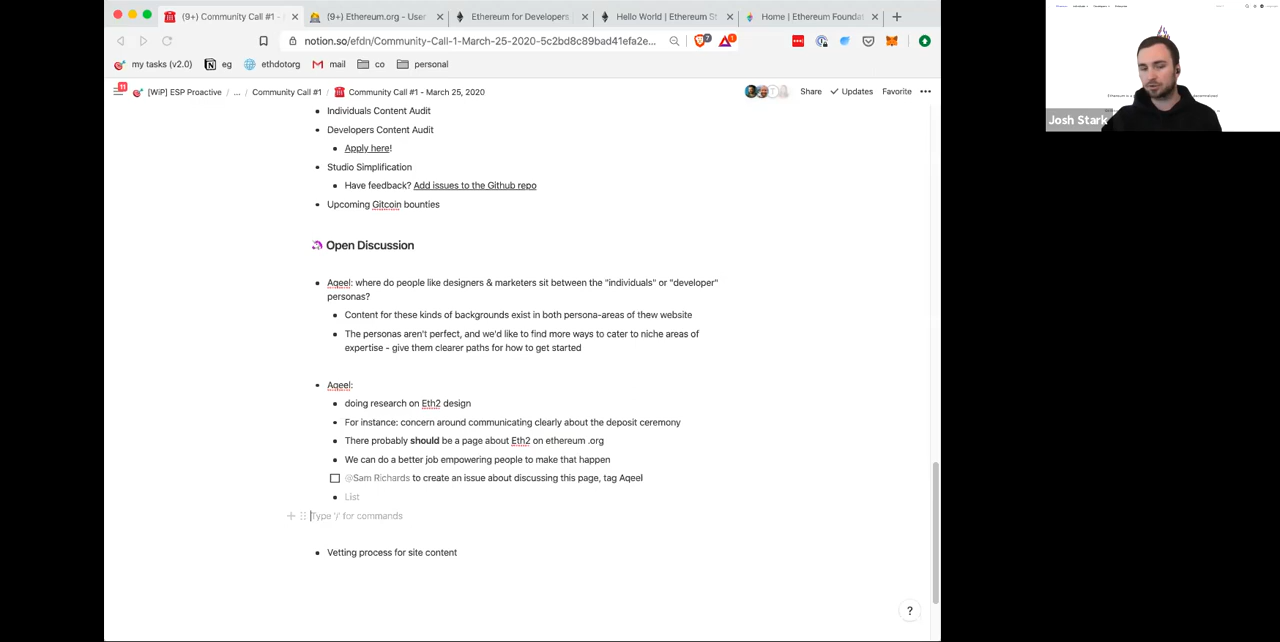 (9+) Community Call #1 -
(9+) Ethereum.org - User
Ethereum for Developers
Hello World | Ethereum St
Home | Ethereum Foundat
notion.so/efdn/Community-Call-1-March-25-2020-5c2bd8c89bad41efa2e...
7
1
my tasks (v2.0)
eg
ethdotorg
mail
co
personal
11
[WiP] ESP Proactive / ... / Community Call #1 / Community Call #1 - March 25, 2020
Share
Updates
Favorite
Individuals Content Audit
Developers Content Audit
Apply here!
Studio Simplification
Have feedback? Add issues to the Github repo
Upcoming Gitcoin bounties
Open Discussion
Aqeel: where do people like designers & marketers sit between the "individuals" or "developer"
personas?
Content for these kinds of backgrounds exist in both persona-areas of thew website
The personas aren't perfect, and we'd like to find more ways to cater to niche areas of
expertise - give them clearer paths for how to get started
Aqeel:
doing research on Eth2 design
For instance: concern around communicating clearly about the deposit ceremony
There probably should be a page about Eth2 on ethereum .org
We can do a better job empowering people to make that happen
@Sam Richards to create an issue about discussing this page, tag Aqeel
List
Type '/' for commands
Vetting process for site content
?
Josh Stark